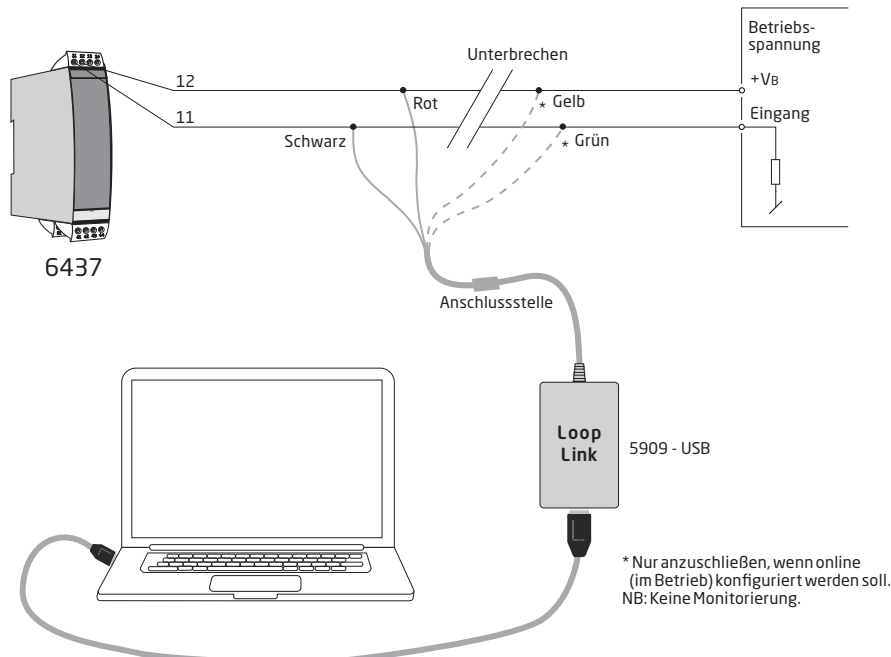 Betriebs-
spannung
Unterbrechen
+VB
12
Rot
* Gelb
Eingang
11
Schwarz
* Grün
6437
Anschlussstelle
Loop
Link
5909 - USB
* Nur anzuschließen, wenn online
(im Betrieb) konfiguriert werden soll.
NB: Keine Monitorierung.